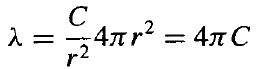 λ = C/r² 4πr² = 4πC